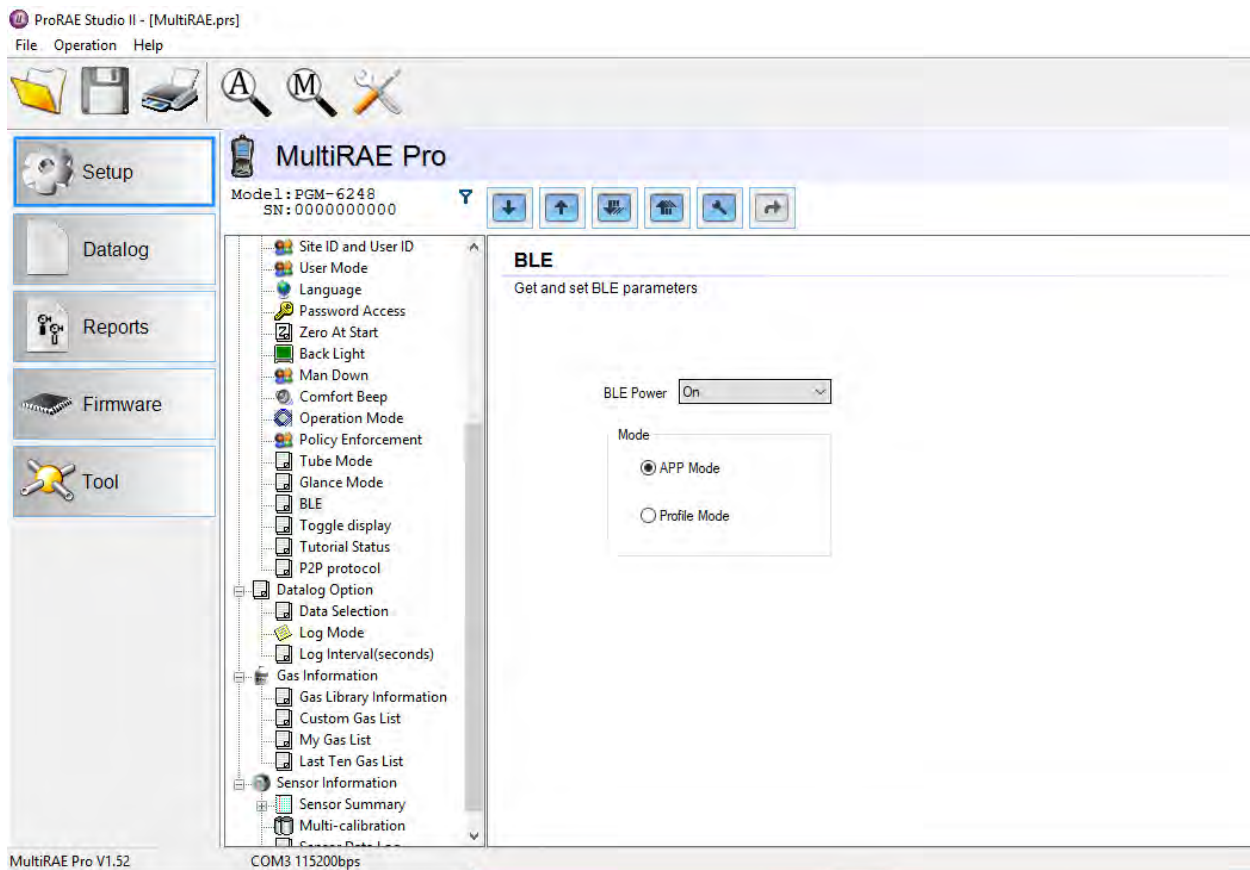 ProRAE Studio II - [MultiRAE.prs]
File Operation Help
A M
Setup
Datalog
Reports
Firmware
Tool
MultiRAE Pro
Model:PGM-6248
SN:0000000000
Site ID and User ID
User Mode
Language
Password Access
Zero At Start
Back Light
Man Down
Comfort Beep
Operation Mode
Policy Enforcement
Tube Mode
Glance Mode
BLE
Toggle display
Tutorial Status
P2P protocol
Datalog Option
Data Selection
Log Mode
Log Interval(seconds)
Gas Information
Gas Library Information
Custom Gas List
My Gas List
Last Ten Gas List
Sensor Information
Sensor Summary
Multi-calibration
BLE
Get and set BLE parameters
BLE Power On
Mode
APP Mode
Profile Mode
MultiRAE Pro V1.52 COM3 115200bps